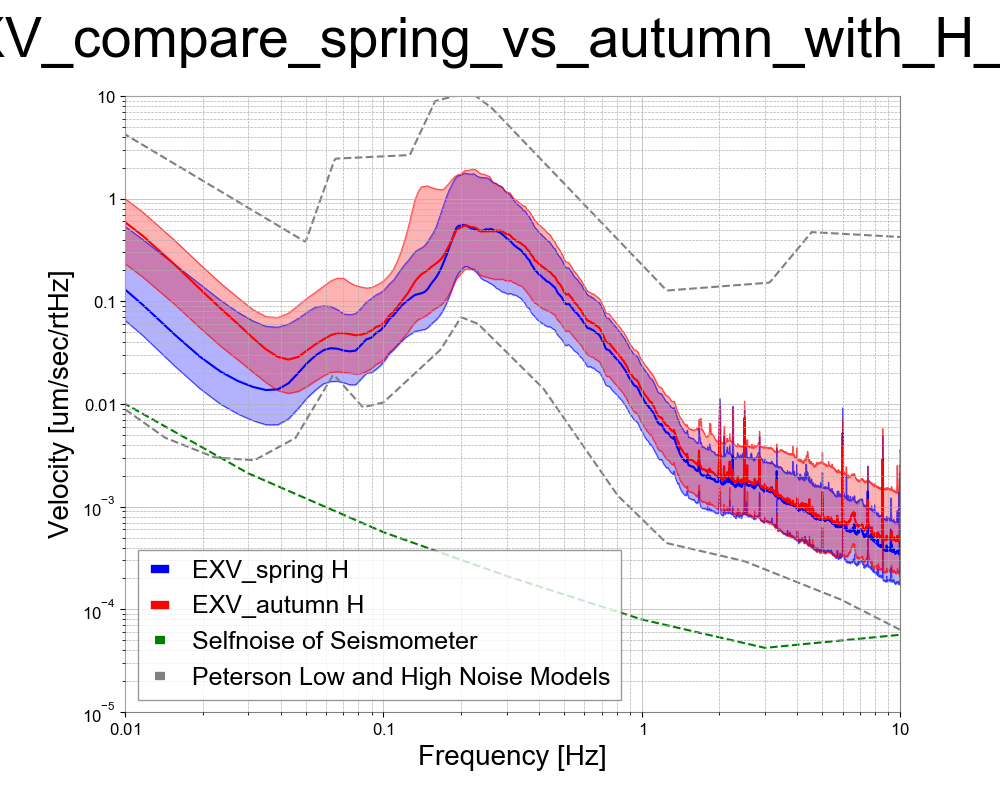 XV_compare_spring_vs_autumn_with_H_
10
1
0.1
0.01
10⁻³
10⁻⁴
10⁻⁵
Velocity [um/sec/rtHz]
EXV_spring H
EXV_autumn H
Selfnoise of Seismometer
Peterson Low and High Noise Models
0.01
0.1
1
10
Frequency [Hz]